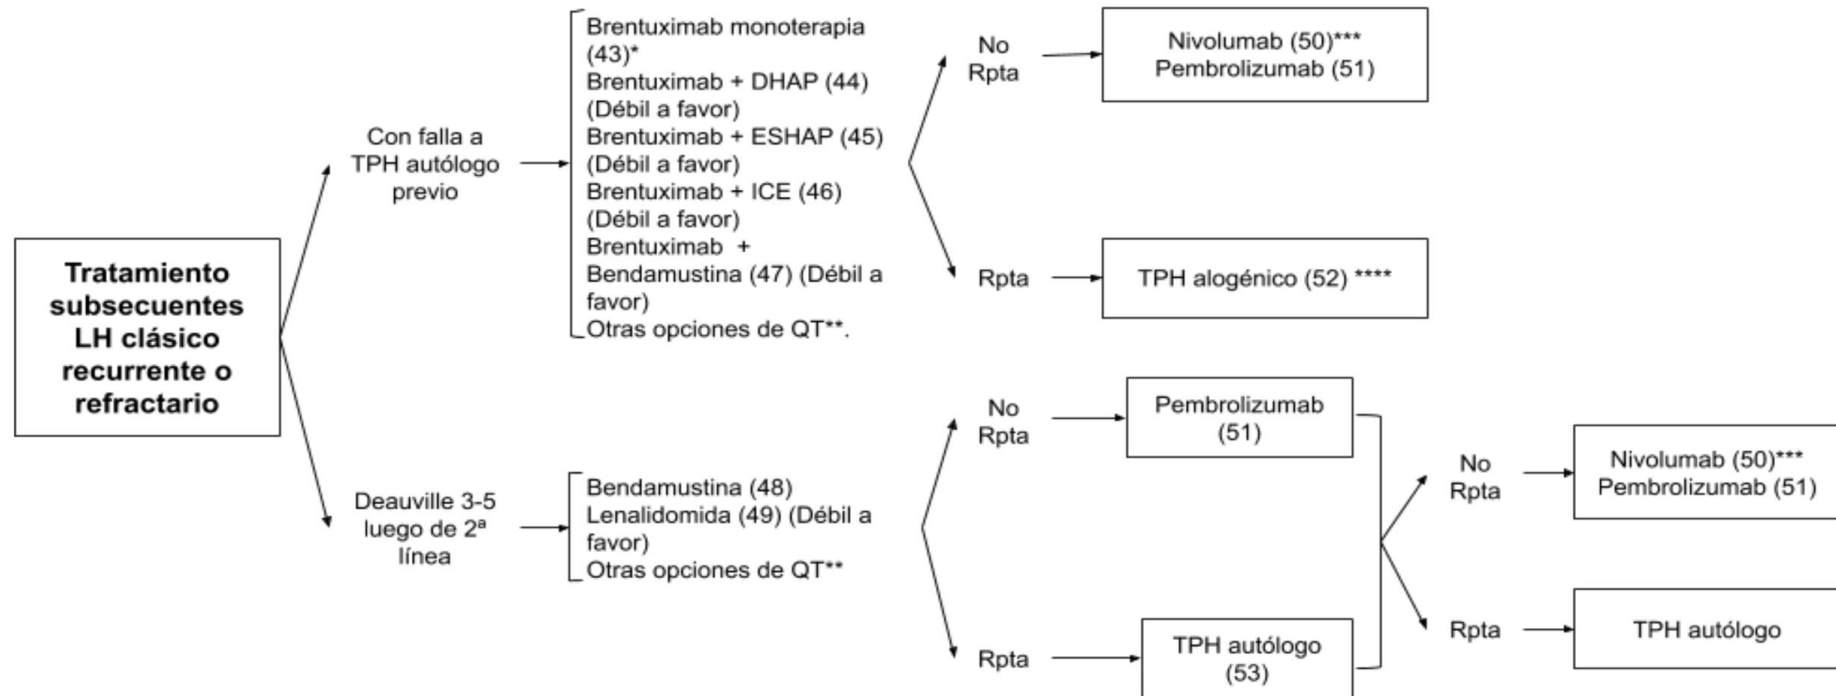 Tratamiento
subsecuentes
LH clásico
recurrente o
refractario
Con falla a
TPH autólogo
previo
Brentuximab monoterapia
(43)*
Brentuximab + DHAP (44)
(Débil a favor)
Brentuximab + ESHAP (45)
(Débil a favor)
Brentuximab + ICE (46)
(Débil a favor)
Brentuximab +
Bendamustina (47) (Débil a
favor)
Otras opciones de QT**.
No
Rpta
Nivolumab (50)***
Pembrolizumab (51)
Rpta
TPH alogénico (52) ****
Deauville 3-5
luego de 2ª
línea
Bendamustina (48)
Lenalidomida (49) (Débil a
favor)
Otras opciones de QT**
No
Rpta
Pembrolizumab
(51)
Rpta
TPH autólogo
(53)
No
Rpta
Nivolumab (50)***
Pembrolizumab (51)
Rpta
TPH autólogo